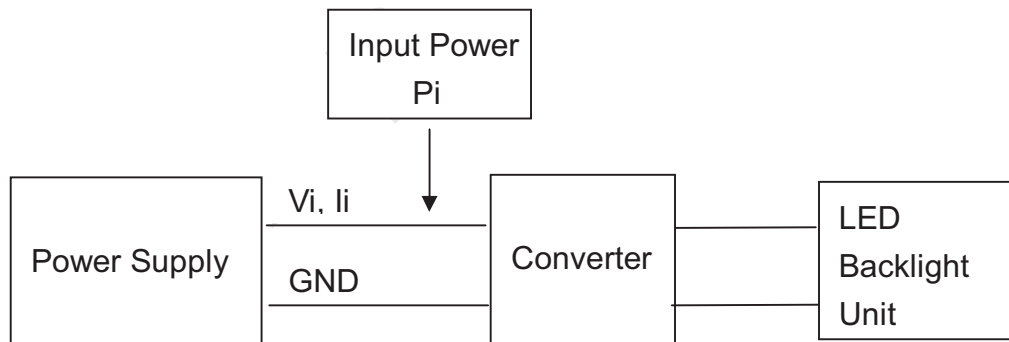 Input Power
Pi
Vi, Ii
Power Supply
GND
Converter
LED
Backlight
Unit